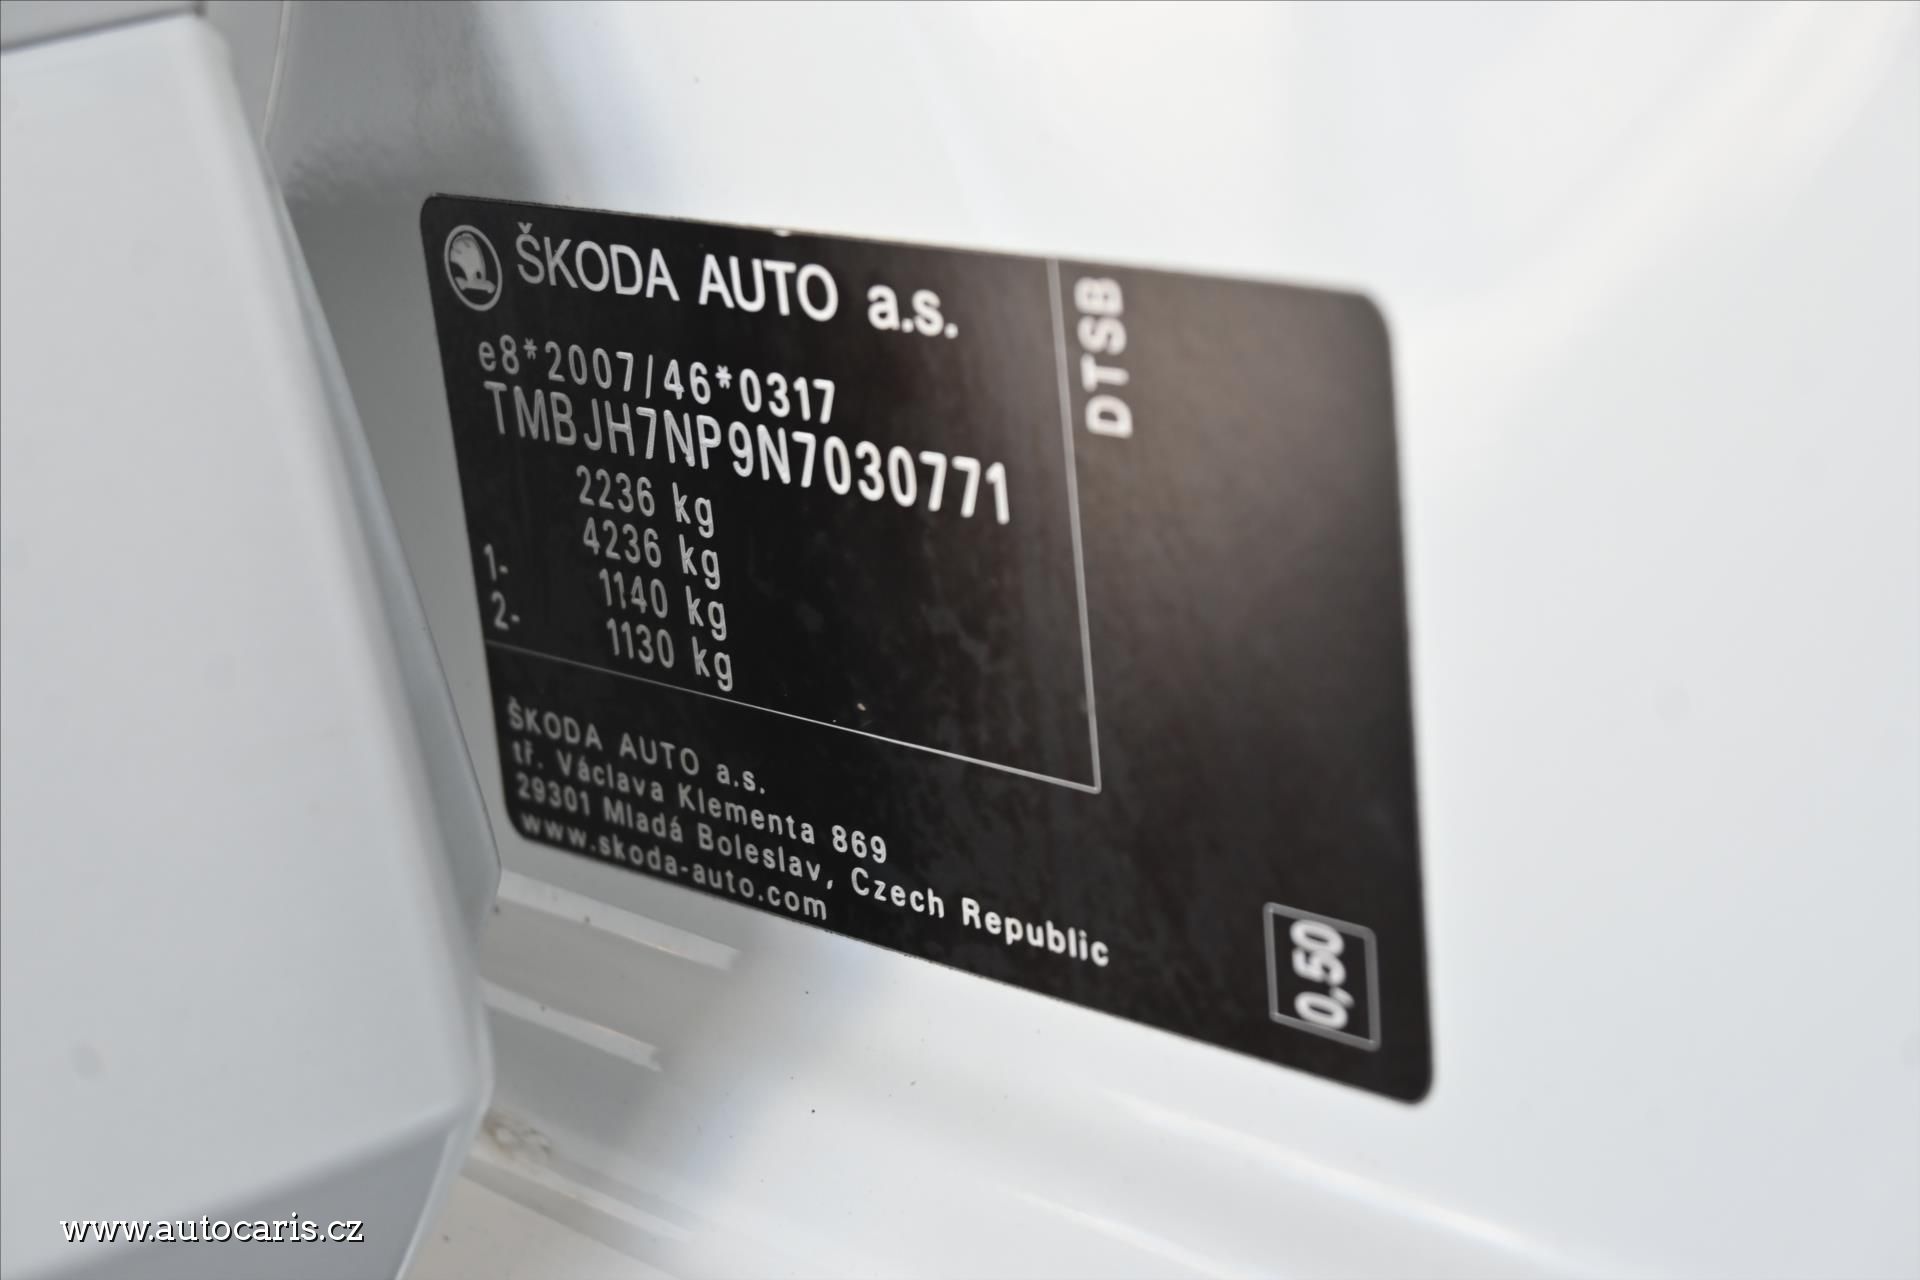 ŠKODA AUTO a.s.
e8*2007/46*0317
TMBJH7NP9N7030771
2236 kg
4236 kg
1- 1140 kg
2- 1130 kg
DTSB
ŠKODA AUTO a.s.
tř. Václava Klementa 869
29301 Mladá Boleslav, Czech Republic
www.skoda-auto.com
0,50
www.autocaris.cz